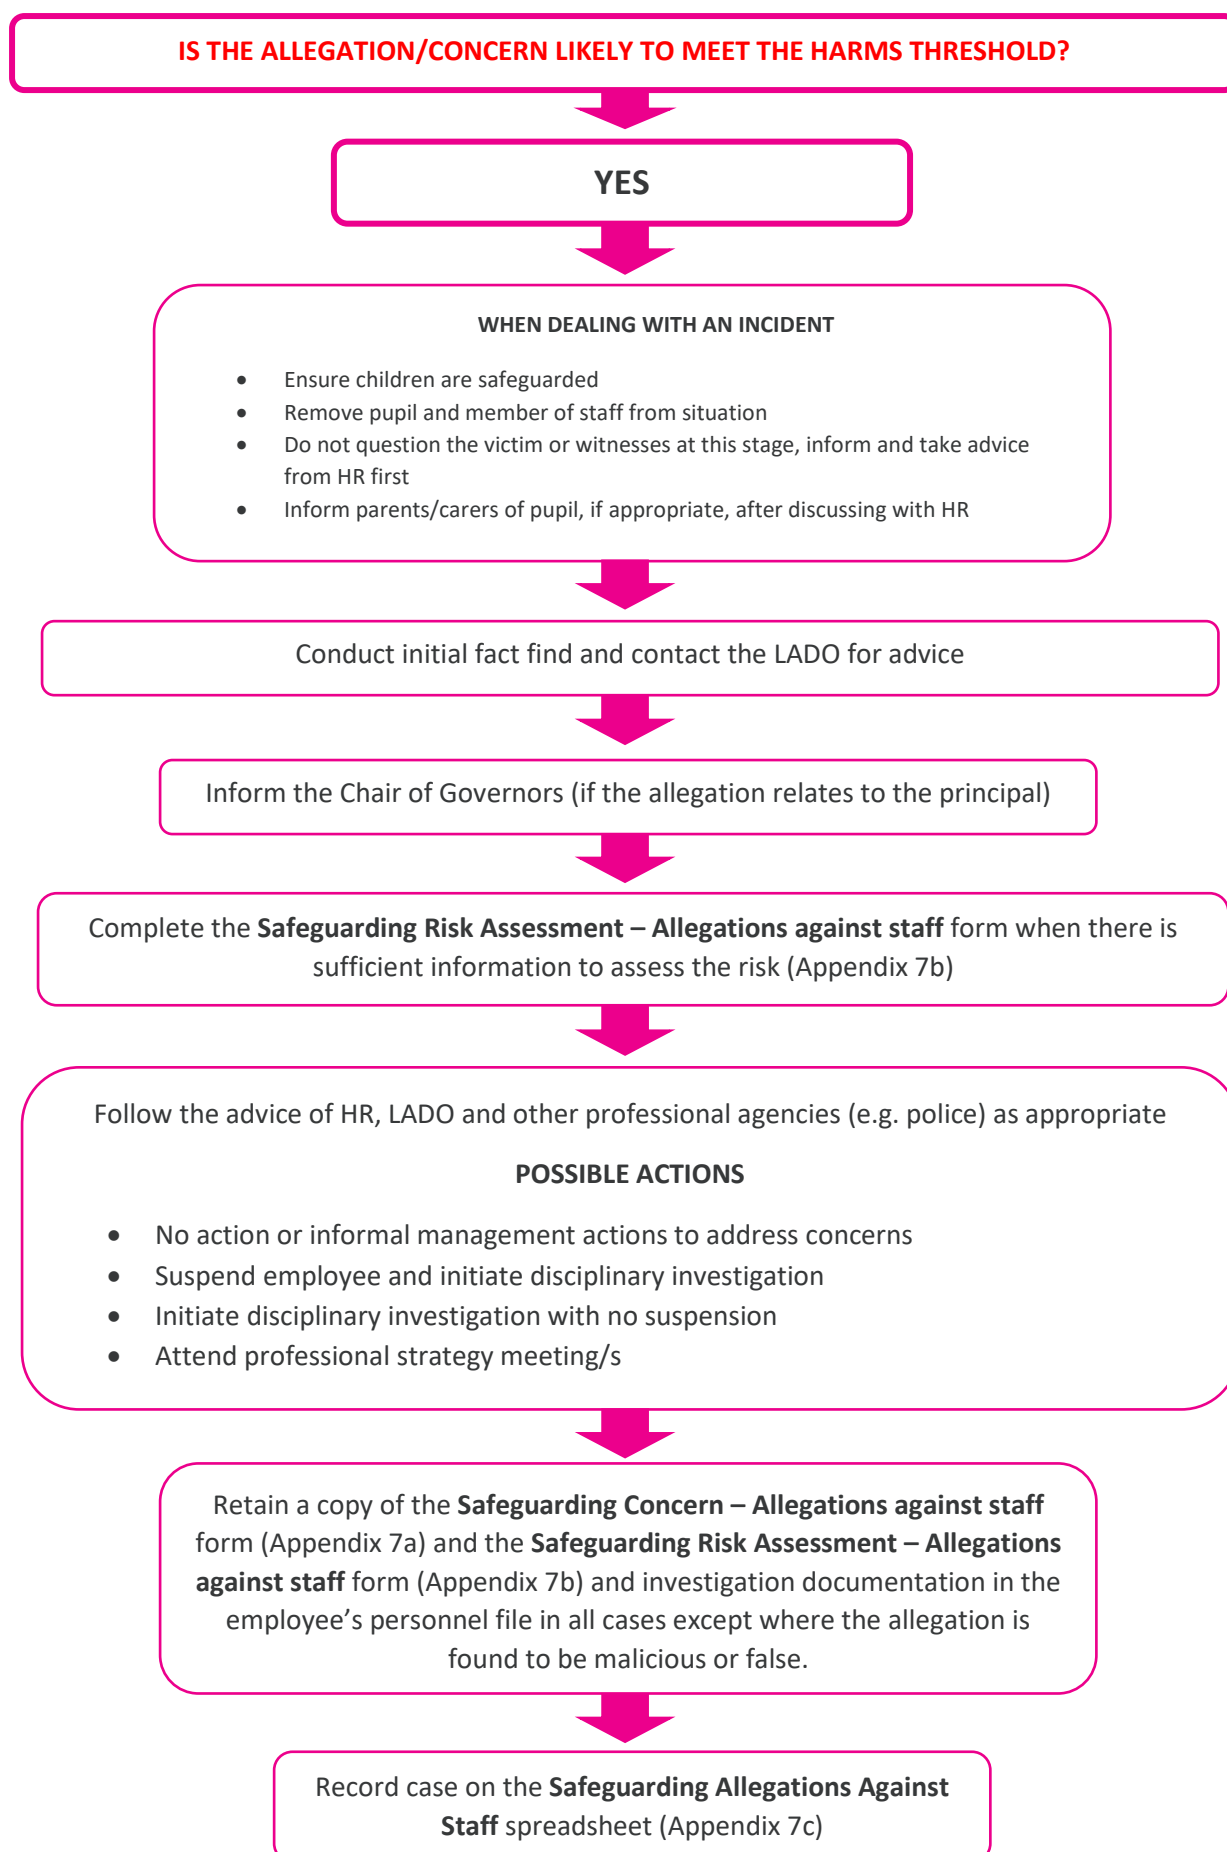 IS THE ALLEGATION/CONCERN LIKELY TO MEET THE HARMS THRESHOLD?
YES
WHEN DEALING WITH AN INCIDENT
• Ensure children are safeguarded
• Remove pupil and member of staff from situation
• Do not question the victim or witnesses at this stage, inform and take advice
from HR first
• Inform parents/carers of pupil, if appropriate, after discussing with HR
Conduct initial fact find and contact the LADO for advice
Inform the Chair of Governors (if the allegation relates to the principal)
Complete the Safeguarding Risk Assessment – Allegations against staff form when there is
sufficient information to assess the risk (Appendix 7b)
Follow the advice of HR, LADO and other professional agencies (e.g. police) as appropriate
POSSIBLE ACTIONS
• No action or informal management actions to address concerns
• Suspend employee and initiate disciplinary investigation
• Initiate disciplinary investigation with no suspension
• Attend professional strategy meeting/s
Retain a copy of the Safeguarding Concern – Allegations against staff
form (Appendix 7a) and the Safeguarding Risk Assessment – Allegations
against staff form (Appendix 7b) and investigation documentation in the
employee’s personnel file in all cases except where the allegation is
found to be malicious or false.
Record case on the Safeguarding Allegations Against
Staff spreadsheet (Appendix 7c)